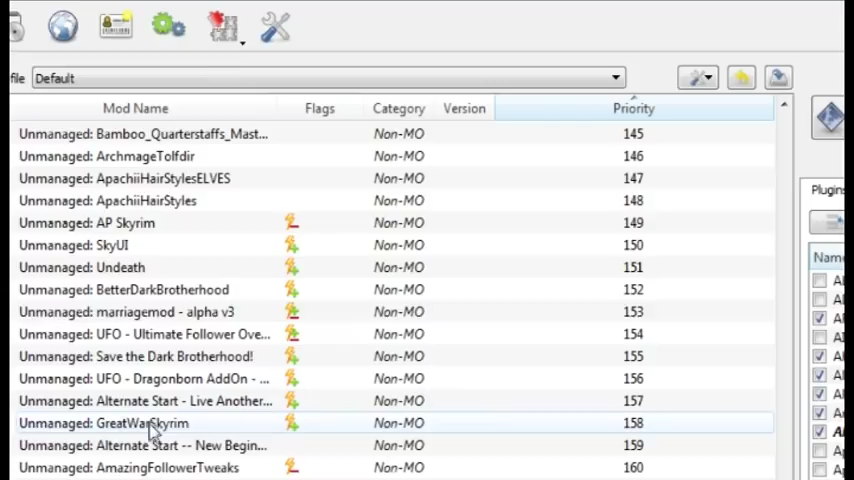 file Default
Mod Name Flags Category Version Priority
Unmanaged: Bamboo_Quarterstaffs_Mast... Non-MO 145
Unmanaged: ArchmageTolfdir Non-MO 146
Unmanaged: ApachiiHairStylesELVES Non-MO 147
Unmanaged: ApachiiHairStyles Non-MO 148
Unmanaged: AP Skyrim Non-MO 149
Unmanaged: SkyUI Non-MO 150
Unmanaged: Undeath Non-MO 151
Unmanaged: BetterDarkBrotherhood Non-MO 152
Unmanaged: marriagemod - alpha v3 Non-MO 153
Unmanaged: UFO - Ultimate Follower Ove... Non-MO 154
Unmanaged: Save the Dark Brotherhood! Non-MO 155
Unmanaged: UFO - Dragonborn AddOn - ... Non-MO 156
Unmanaged: Alternate Start - Live Another... Non-MO 157
Unmanaged: GreatWarSkyrim Non-MO 158
Unmanaged: Alternate Start -- New Begin... Non-MO 159
Unmanaged: AmazingFollowerTweaks Non-MO 160
Plugins
Name